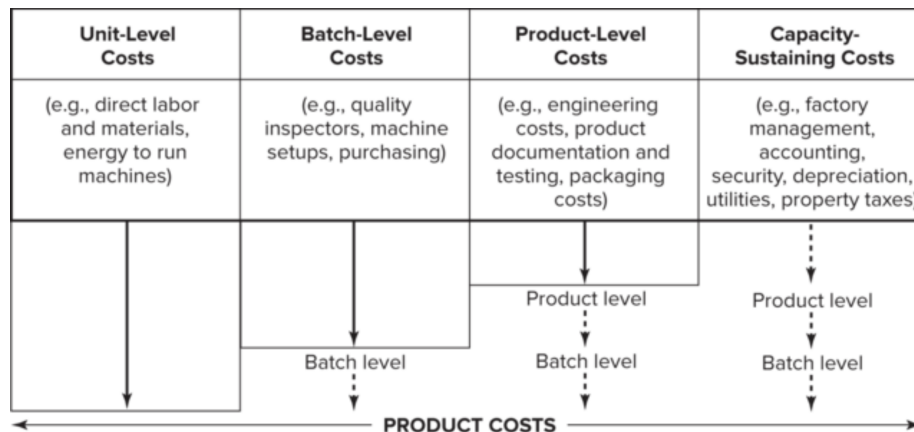 Unit-Level
Costs
Batch-Level
Costs
Product-Level
Costs
Capacity-
Sustaining Costs
(e.g., direct labor
and materials,
energy to run
machines)
(e.g., quality
inspectors, machine
setups, purchasing)
(e.g., engineering
costs, product
documentation and
testing, packaging
costs)
(e.g., factory
management,
accounting,
security, depreciation,
utilities, property taxes)
Product level
Product level
Batch level
Batch level
Batch level
PRODUCT COSTS